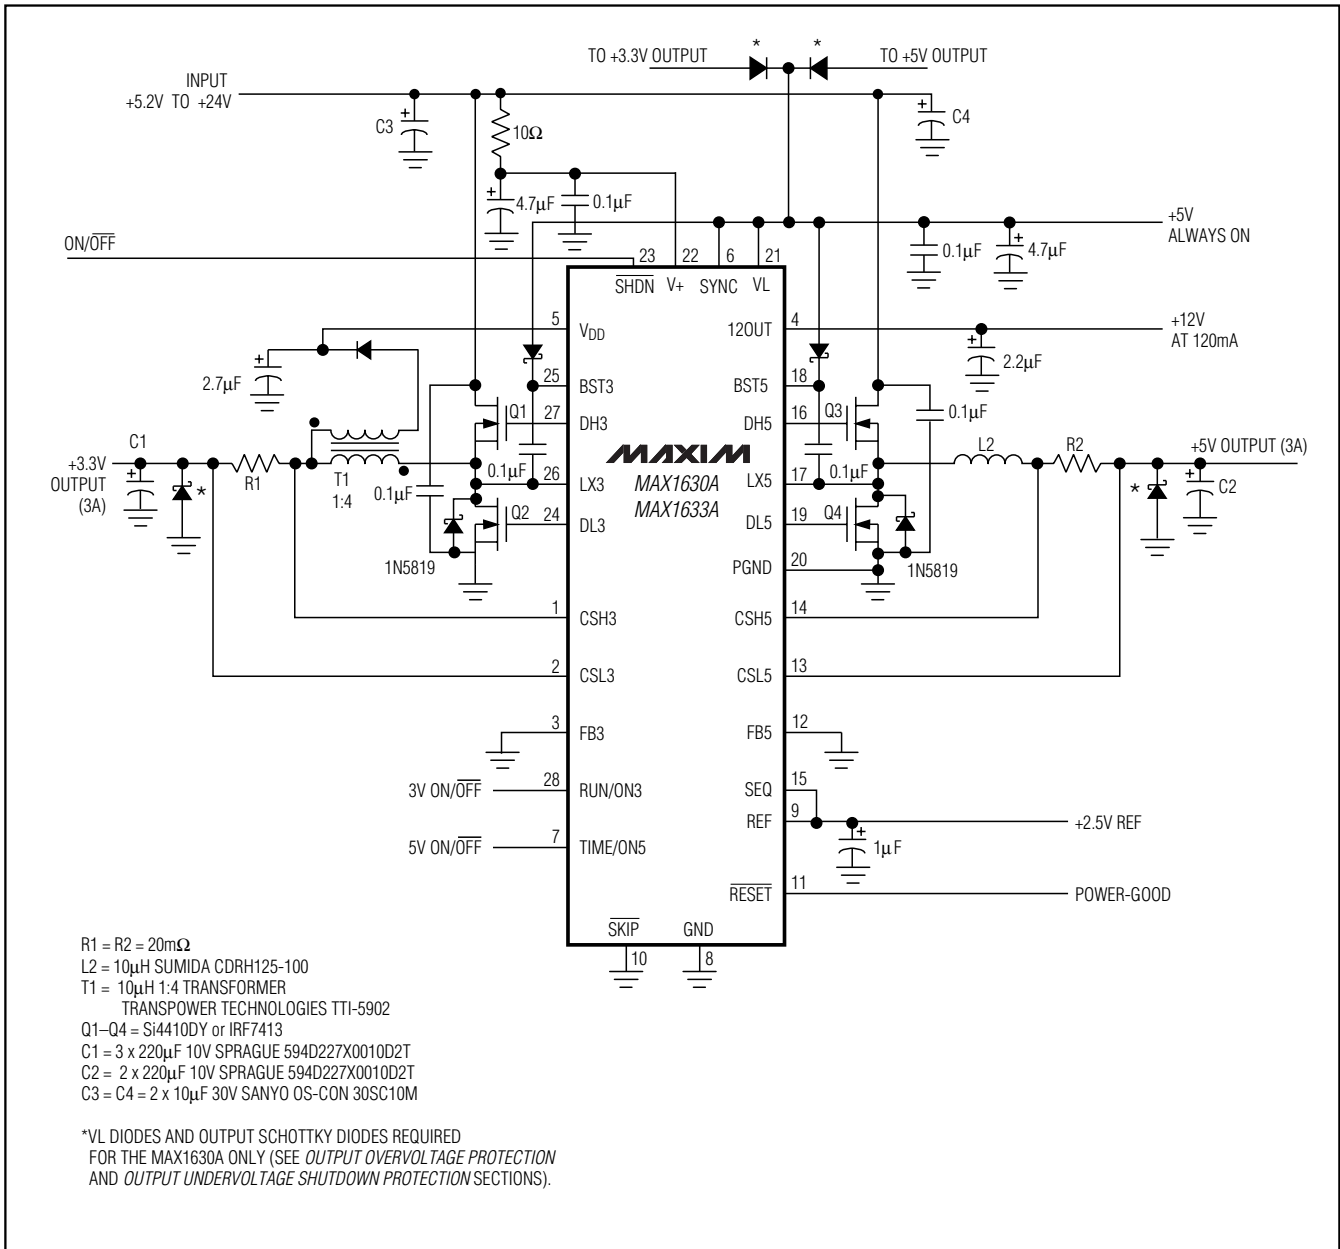 TO +3.3V OUTPUT
*
*
TO +5V OUTPUT
INPUT
+5.2V TO +24V
C3
+
10Ω
+
C4
+
4.7µF
0.1µF
+5V
ALWAYS ON
ON/OFF
0.1µF
+
4.7µF
23
22
6
21
SHDN
V+
SYNC
VL
5
VDD
12OUT
4
+12V
AT 120mA
+
2.7µF
+
2.2µF
25
BST3
BST5
18
Q1
27
DH3
DH5
16
Q3
0.1µF
C1
+3.3V
OUTPUT
(3A)
+
*
R1
T1
1:4
0.1µF
0.1µF
26
LX3
MAXIM
MAX1630A
MAX1633A
LX5
17
0.1µF
L2
R2
+5V OUTPUT (3A)
*
+
C2
Q2
24
DL3
DL5
19
Q4
1N5819
PGND
20
1N5819
1
CSH3
CSH5
14
2
CSL3
CSL5
13
3
FB3
FB5
12
3V ON/OFF
28
RUN/ON3
SEQ
15
REF
9
+2.5V REF
+
1µF
5V ON/OFF
7
TIME/ON5
RESET
11
POWER-GOOD
SKIP
GND
10
8
R1 = R2 = 20mΩ
L2 = 10µH SUMIDA CDRH125-100
T1 = 10µH 1:4 TRANSFORMER
TRANSPOWER TECHNOLOGIES TTI-5902
Q1–Q4 = Si4410DY or IRF7413
C1 = 3 x 220µF 10V SPRAGUE 594D227X0010D2T
C2 = 2 x 220µF 10V SPRAGUE 594D227X0010D2T
C3 = C4 = 2 x 10µF 30V SANYO OS-CON 30SC10M
*VL DIODES AND OUTPUT SCHOTTKY DIODES REQUIRED
FOR THE MAX1630A ONLY (SEE OUTPUT OVERVOLTAGE PROTECTION
AND OUTPUT UNDERVOLTAGE SHUTDOWN PROTECTION SECTIONS).